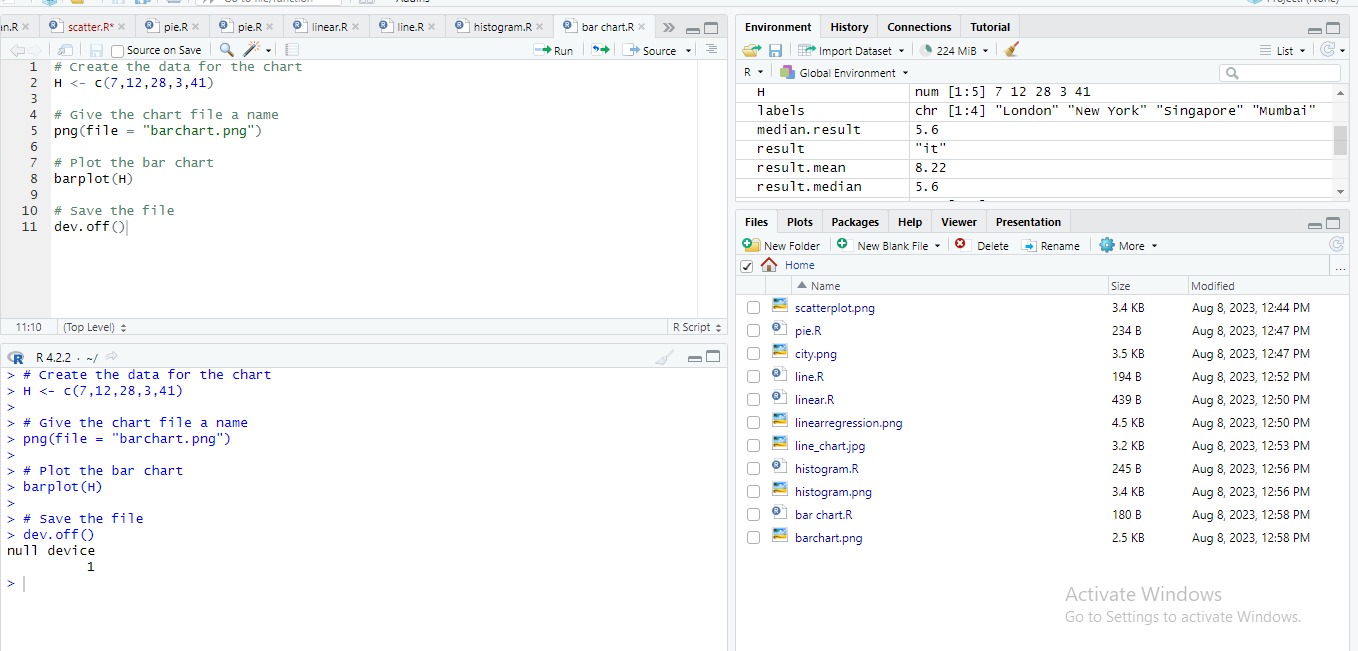 an.R
scatter.R*
pie.R
pie.R
linear.R
line.R
histogram.R
bar chart.R
Source on Save
Run
Source
1 # Create the data for the chart
2 H <- c(7,12,28,3,41)
3
4 # Give the chart file a name
5 png(file = "barchart.png")
6
7 # Plot the bar chart
8 barplot(H)
9
10 # Save the file
11 dev.off()
11:10 (Top Level) R Script
R 4.2.2 · ~/
> # Create the data for the chart
> H <- c(7,12,28,3,41)
>
> # Give the chart file a name
> png(file = "barchart.png")
>
> # Plot the bar chart
> barplot(H)
>
> # Save the file
> dev.off()
null device
1
>
Environment History Connections Tutorial
Import Dataset 224 MiB List
R Global Environment
H num [1:5] 7 12 28 3 41
labels chr [1:4] "London" "New York" "Singapore" "Mumbai"
median.result 5.6
result "it"
result.mean 8.22
result.median 5.6
Files Plots Packages Help Viewer Presentation
New Folder New Blank File Delete Rename More
Home ...
Name Size Modified
scatterplot.png 3.4 KB Aug 8, 2023, 12:44 PM
pie.R 234 B Aug 8, 2023, 12:47 PM
city.png 3.5 KB Aug 8, 2023, 12:47 PM
line.R 194 B Aug 8, 2023, 12:52 PM
linear.R 439 B Aug 8, 2023, 12:50 PM
linearregression.png 4.5 KB Aug 8, 2023, 12:50 PM
line_chart.jpg 3.2 KB Aug 8, 2023, 12:53 PM
histogram.R 245 B Aug 8, 2023, 12:56 PM
histogram.png 3.4 KB Aug 8, 2023, 12:56 PM
bar chart.R 180 B Aug 8, 2023, 12:58 PM
barchart.png 2.5 KB Aug 8, 2023, 12:58 PM
Activate Windows
Go to Settings to activate Windows.